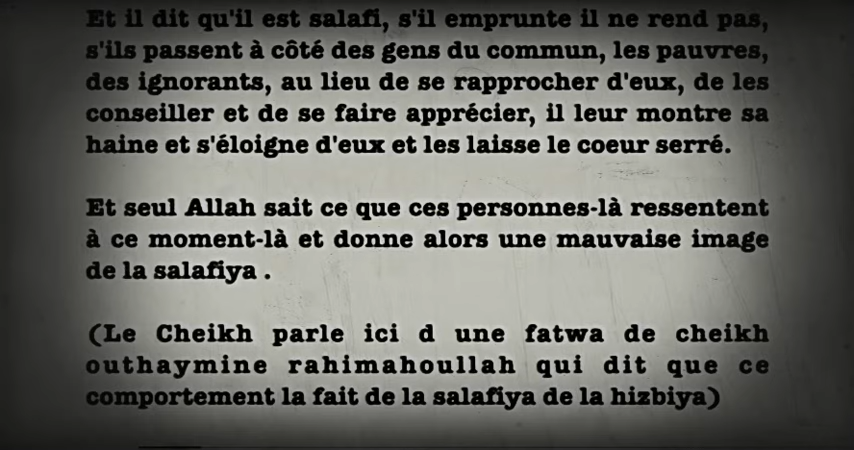 Et il dit qu'il est salafi, s'il emprunte il ne rend pas,
s'ils passent à côté des gens du commun, les pauvres,
des ignorants, au lieu de se rapprocher d'eux, de les
conseiller et de se faire apprécier, il leur montre sa
haine et s'éloigne d'eux et les laisse le coeur serré.
Et seul Allah sait ce que ces personnes-là ressentent
à ce moment-là et donne alors une mauvaise image
de la salafiya .
(Le Cheikh parle ici d une fatwa de cheikh
outhaymine rahimahoullah qui dit que ce
comportement la fait de la salafiya de la hizbiya)